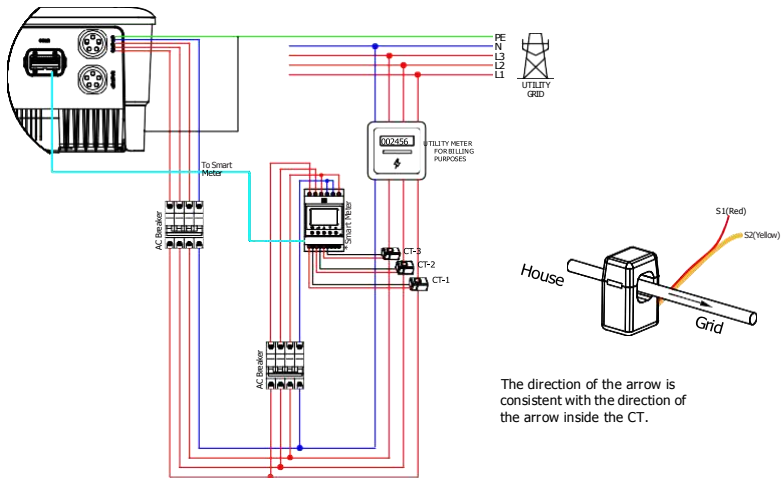 PE
N
L3
L2
L1
UTILITY
GRID
002456
UTILITY METER
FOR BILLING
PURPOSES
To Smart
Meter
AC Breaker
Smart Meter
CT-3
CT-2
CT-1
AC Breaker
S1(Red)
S2(Yellow)
House
Grid
The direction of the arrow is
consistent with the direction of
the arrow inside the CT.